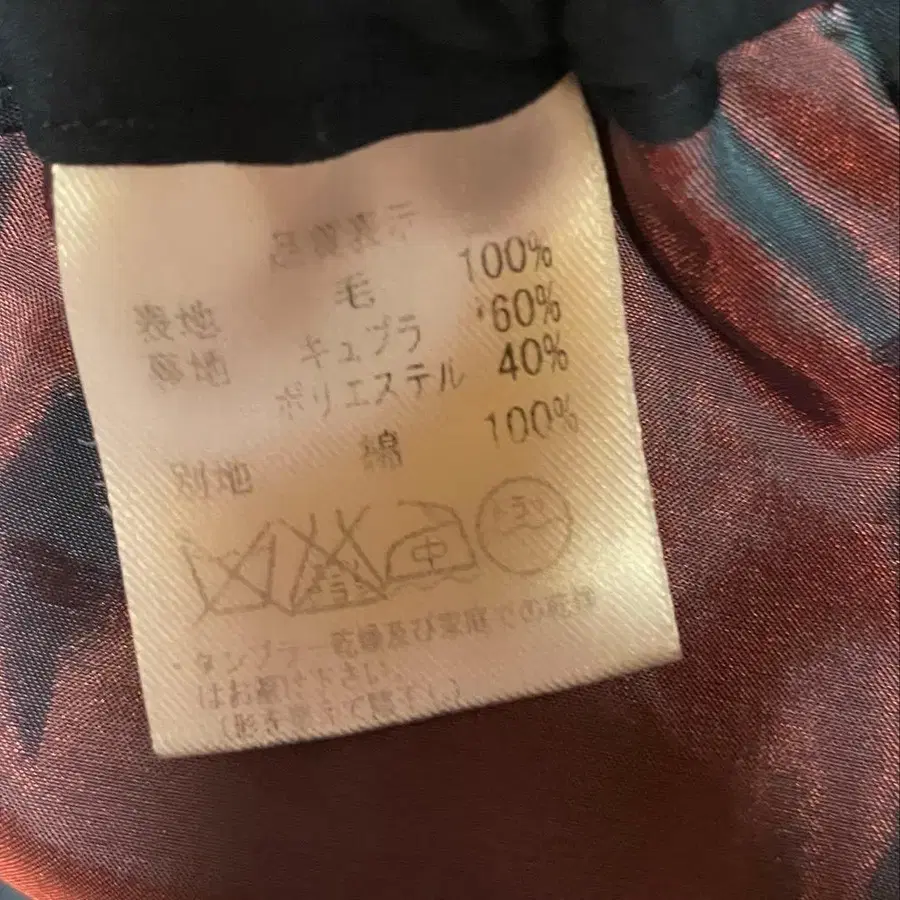 品質表示
表地 毛 100%
裏地 キュプラ 60%
ポリエステル 40%
別地 綿 100%
中
・タンブラー乾燥及び家庭での乾燥
はお避け下さい。